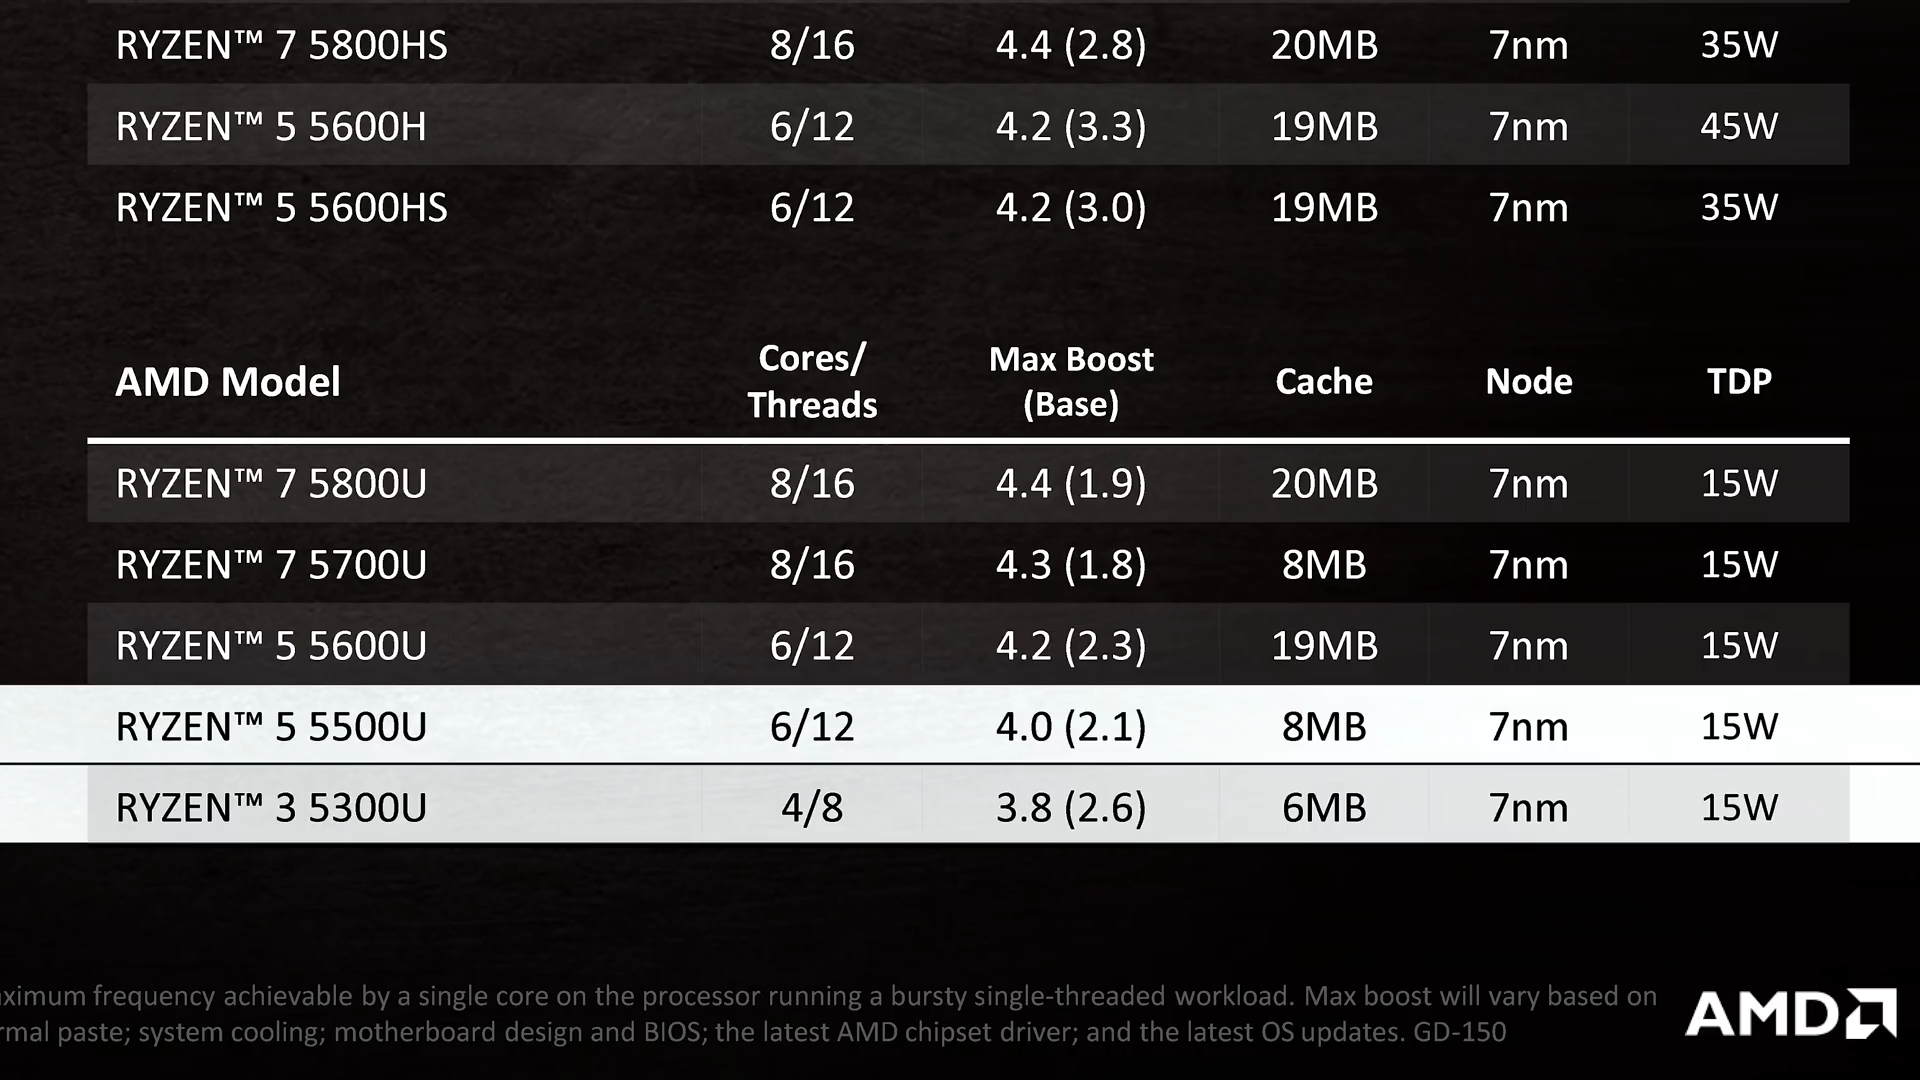 RYZEN™ 7 5800HS 8/16 4.4 (2.8) 20MB 7nm 35W
RYZEN™ 5 5600H 6/12 4.2 (3.3) 19MB 7nm 45W
RYZEN™ 5 5600HS 6/12 4.2 (3.0) 19MB 7nm 35W
AMD Model Cores/ Threads Max Boost (Base) Cache Node TDP
RYZEN™ 7 5800U 8/16 4.4 (1.9) 20MB 7nm 15W
RYZEN™ 7 5700U 8/16 4.3 (1.8) 8MB 7nm 15W
RYZEN™ 5 5600U 6/12 4.2 (2.3) 19MB 7nm 15W
RYZEN™ 5 5500U 6/12 4.0 (2.1) 8MB 7nm 15W
RYZEN™ 3 5300U 4/8 3.8 (2.6) 6MB 7nm 15W
ximum frequency achievable by a single core on the processor running a bursty single-threaded workload. Max boost will vary based on
rmal paste; system cooling; motherboard design and BIOS; the latest AMD chipset driver; and the latest OS updates. GD-150
AMD